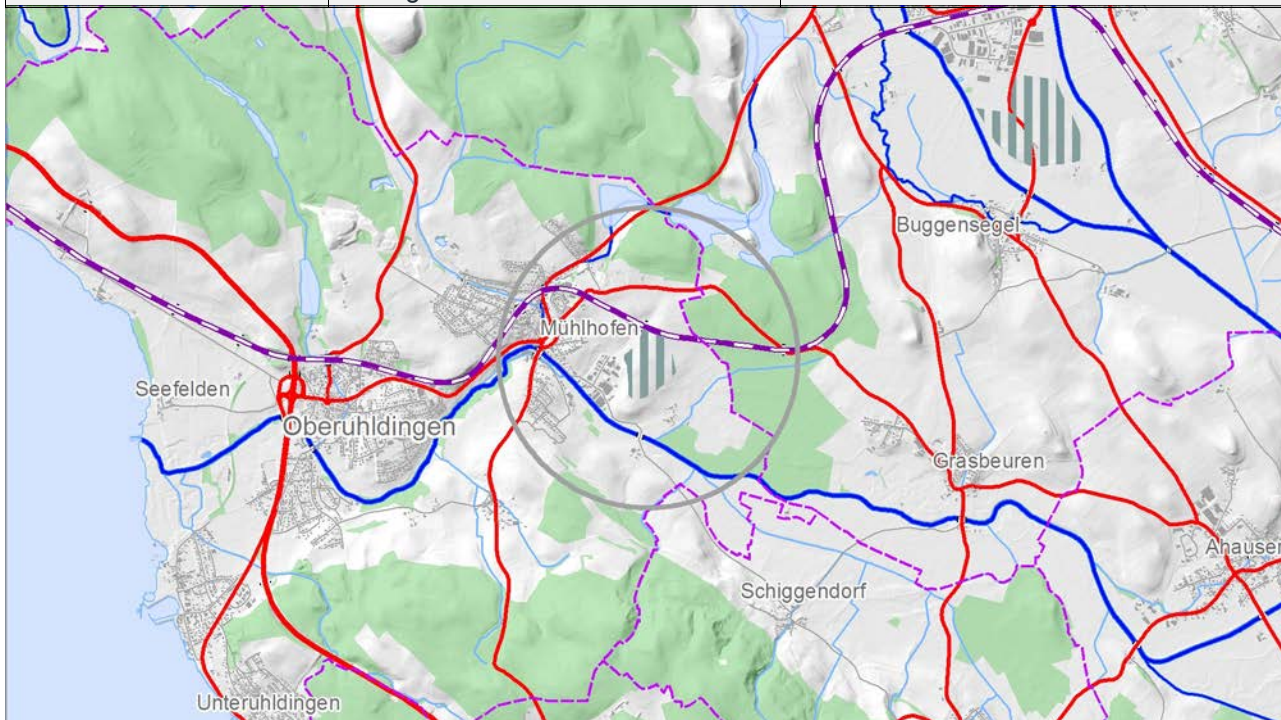 Buggensegel
Mühlhofen
Seefelden
Oberuhldingen
Grasbeuren
Ahausen
Schiggendorf
Unteruhldingen